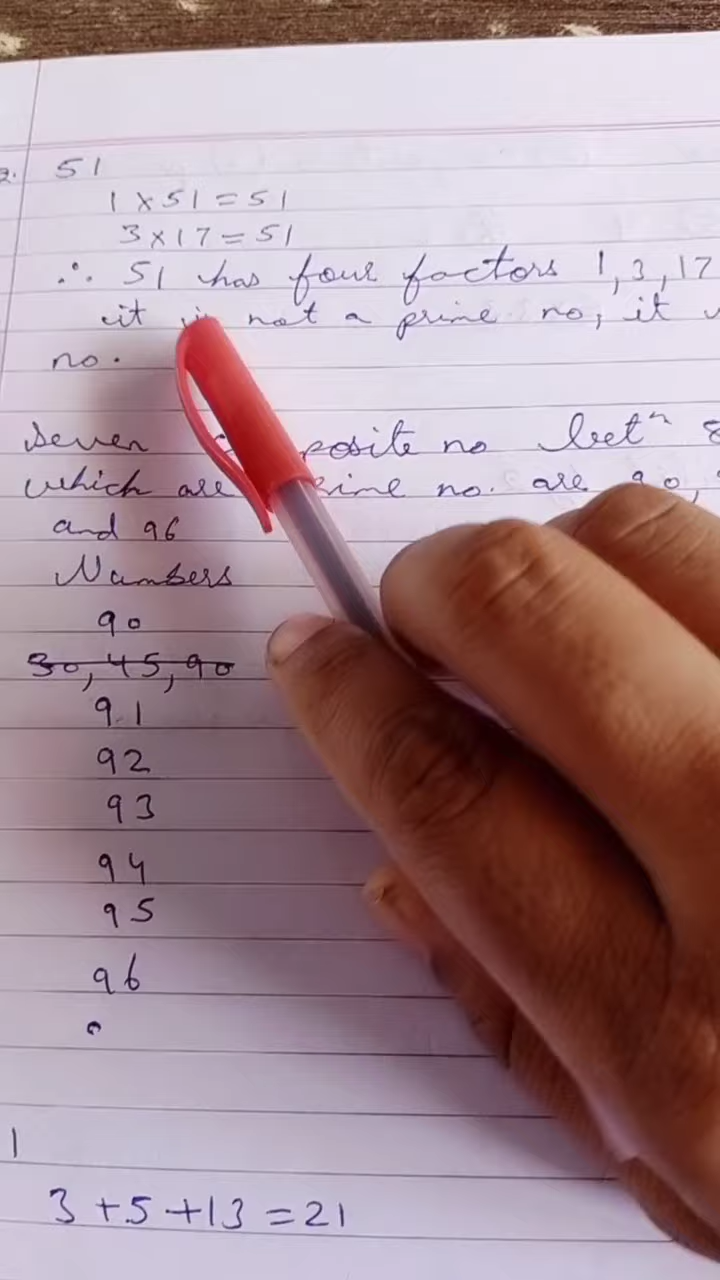 2. 51
1 × 51 = 51
3 × 17 = 51
∴ 51 has four factors 1, 3, 17
it is not a prime no, it
no.
seven no betⁿ
which are no. are 90,
and 96
Numbers
90
30, 45, 90
91
92
93
94
95
96
1
3 + 5 + 13 = 21